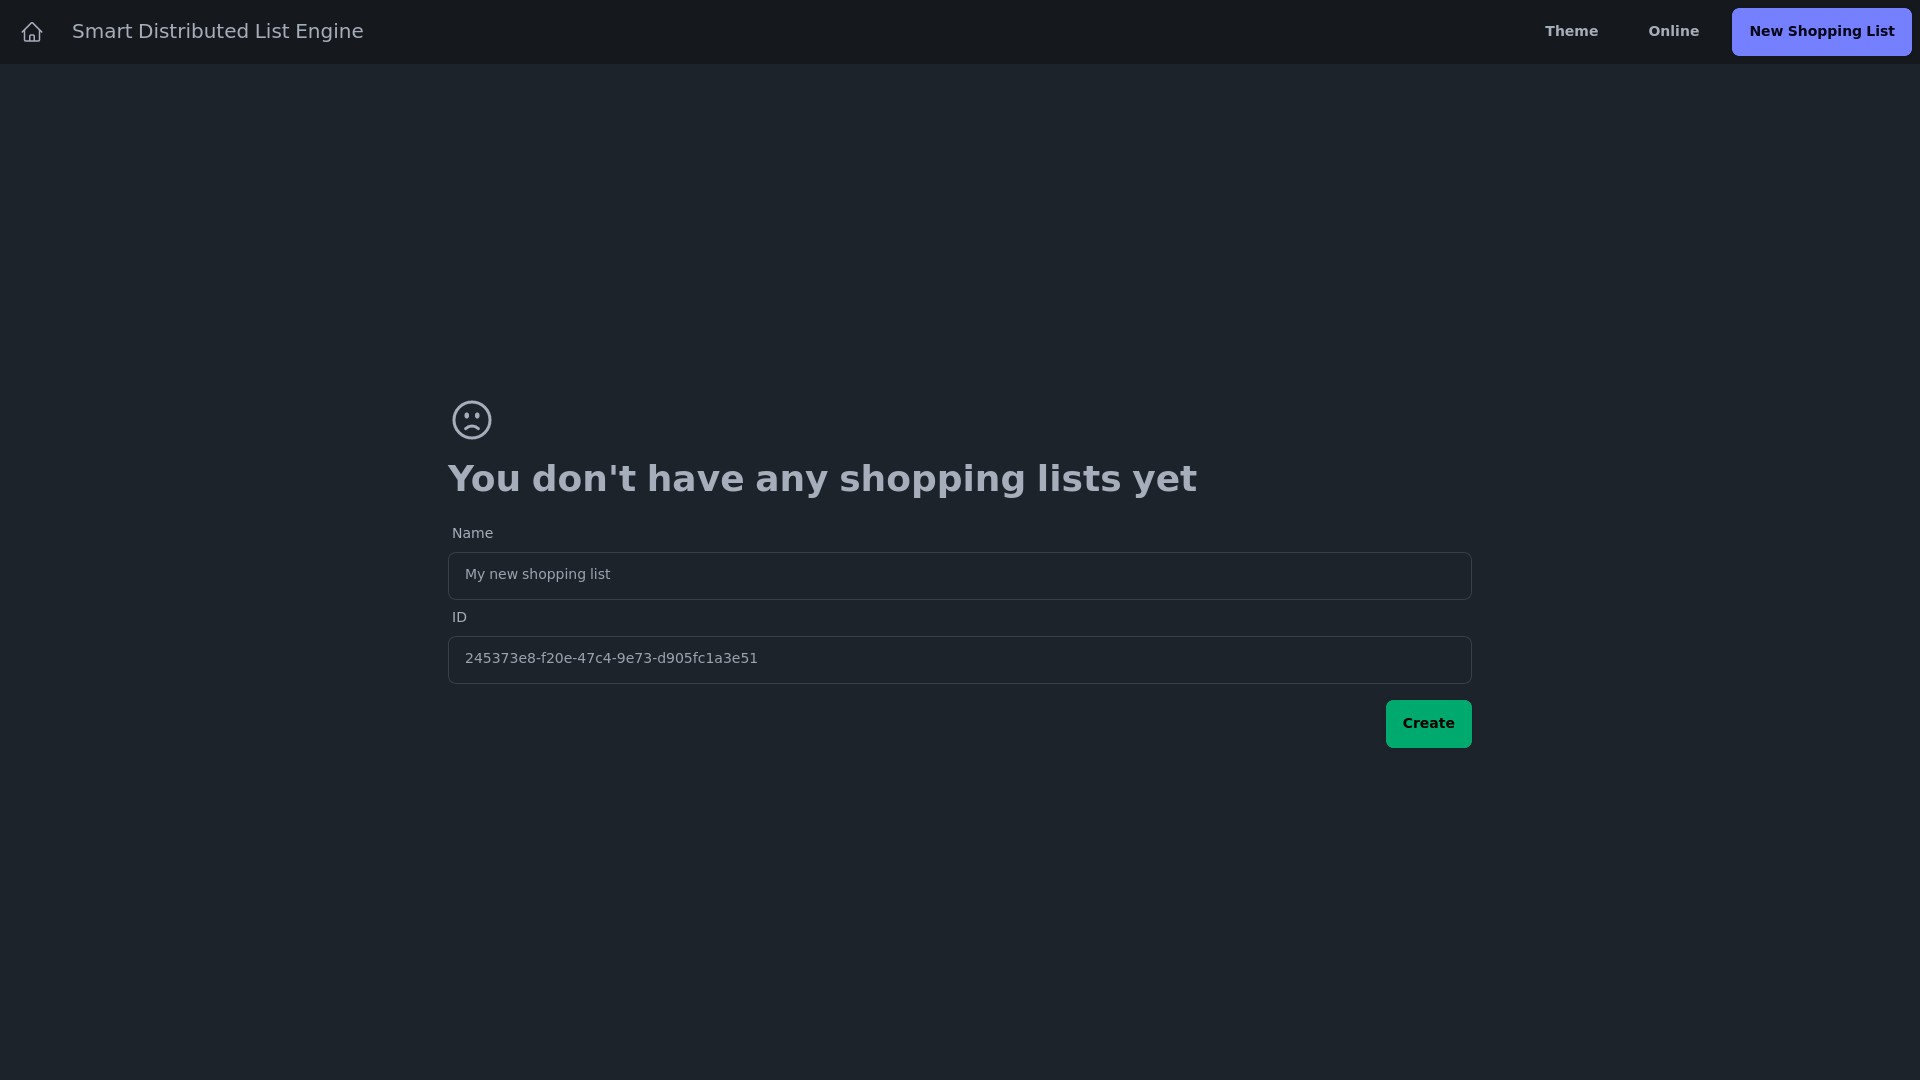 Smart Distributed List Engine
Theme
Online
New Shopping List
You don't have any shopping lists yet
Name
My new shopping list
ID
245373e8-f20e-47c4-9e73-d905fc1a3e51
Create